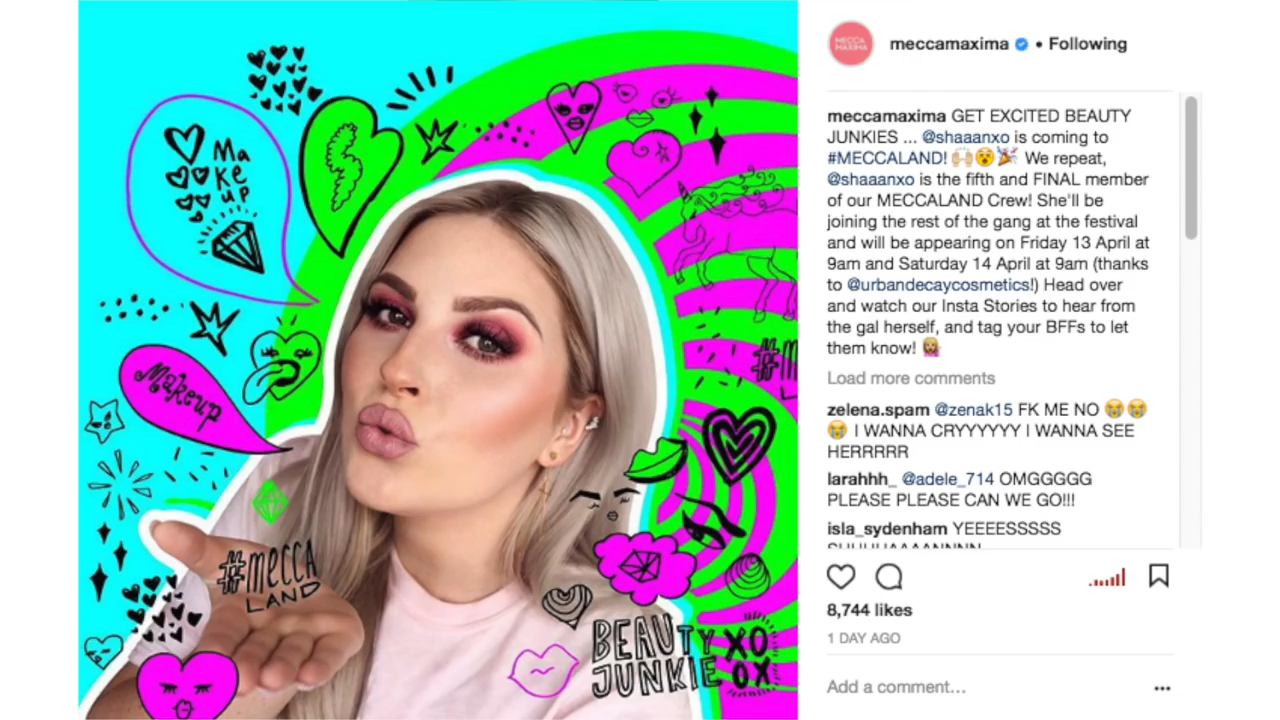 Ma
ke
up
Makeup
#MECCA
LAND
#M
BEAUTY
JUNKIE
XO
OX
MECCA
MAXIMA
meccamaxima • Following
meccamaxima GET EXCITED BEAUTY
JUNKIES ... @shaaanxo is coming to
#MECCALAND! 🙌🏼😵🎉 We repeat,
@shaaanxo is the fifth and FINAL member
of our MECCALAND Crew! She'll be
joining the rest of the gang at the festival
and will be appearing on Friday 13 April at
9am and Saturday 14 April at 9am (thanks
to @urbandecaycosmetics!) Head over
and watch our Insta Stories to hear from
the gal herself, and tag your BFFs to let
them know! 💁🏼
Load more comments
zelena.spam @zenak15 FK ME NO 😭😭
😭 I WANNA CRYYYYYY I WANNA SEE
HERRRRR
larahhh_ @adele_714 OMGGGGG
PLEASE PLEASE CAN WE GO!!!
isla_sydenham YEEEESSSSS
8,744 likes
1 DAY AGO
Add a comment...